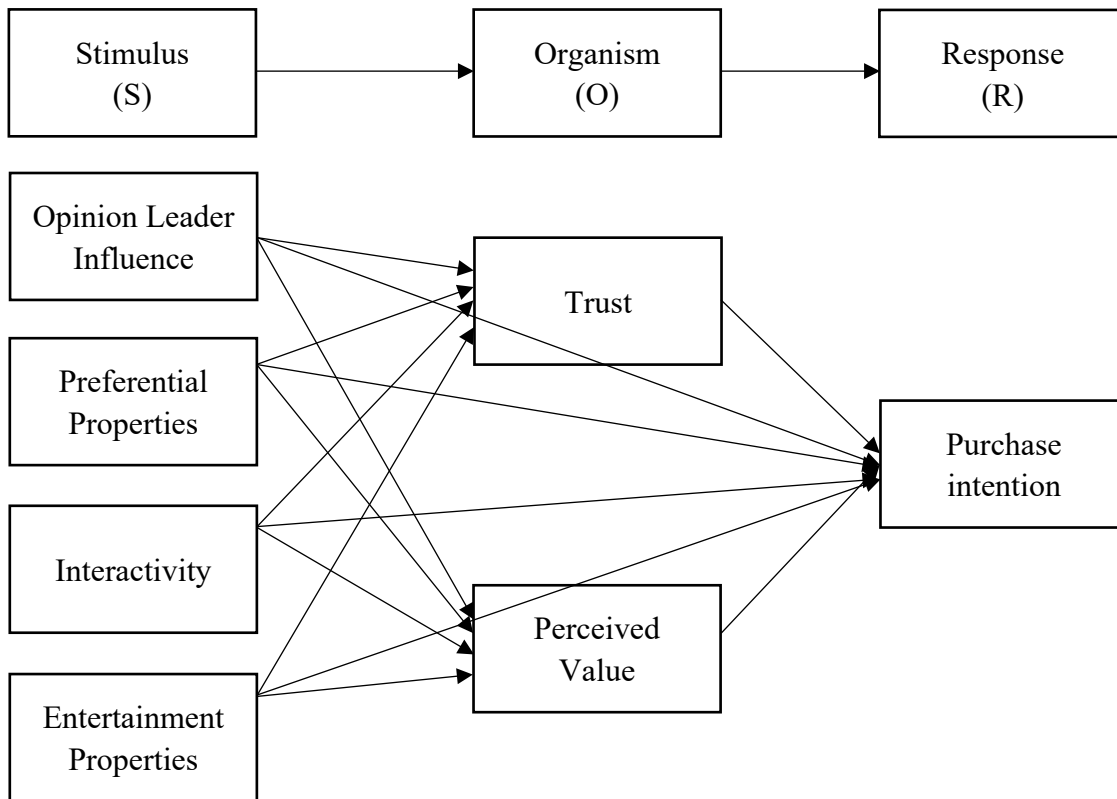 Stimulus
(S)
Organism
(O)
Response
(R)
Opinion Leader
Influence
Trust
Preferential
Properties
Purchase
intention
Interactivity
Perceived
Value
Entertainment
Properties